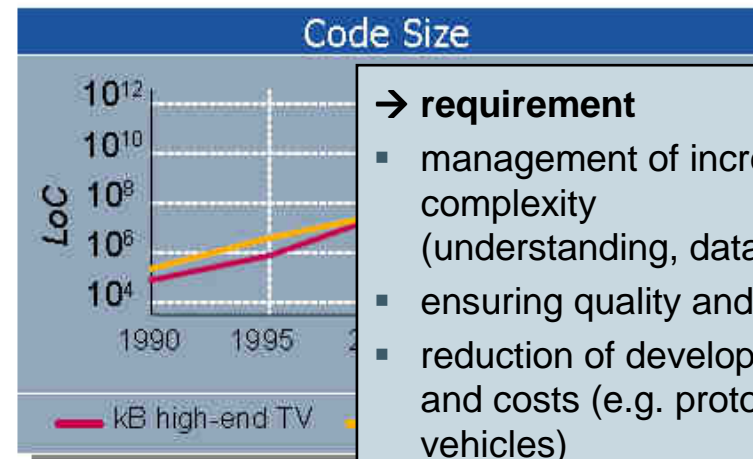 Code Size
10¹²
10¹⁰
10⁸
10⁶
10⁴
LoC
1990 1995 2
kB high-end TV
→ requirement
▪ management of incre
complexity
(understanding, data
▪ ensuring quality and
▪ reduction of develop
and costs (e.g. proto
vehicles)